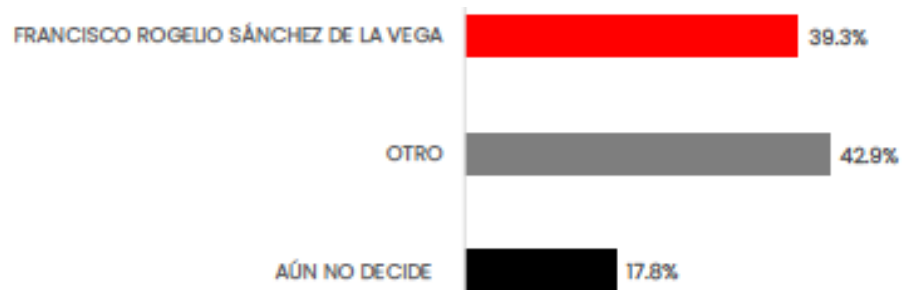 FRANCISCO ROGELIO SÁNCHEZ DE LA VEGA 39.3%
OTRO 42.9%
AÚN NO DECIDE 17.8%